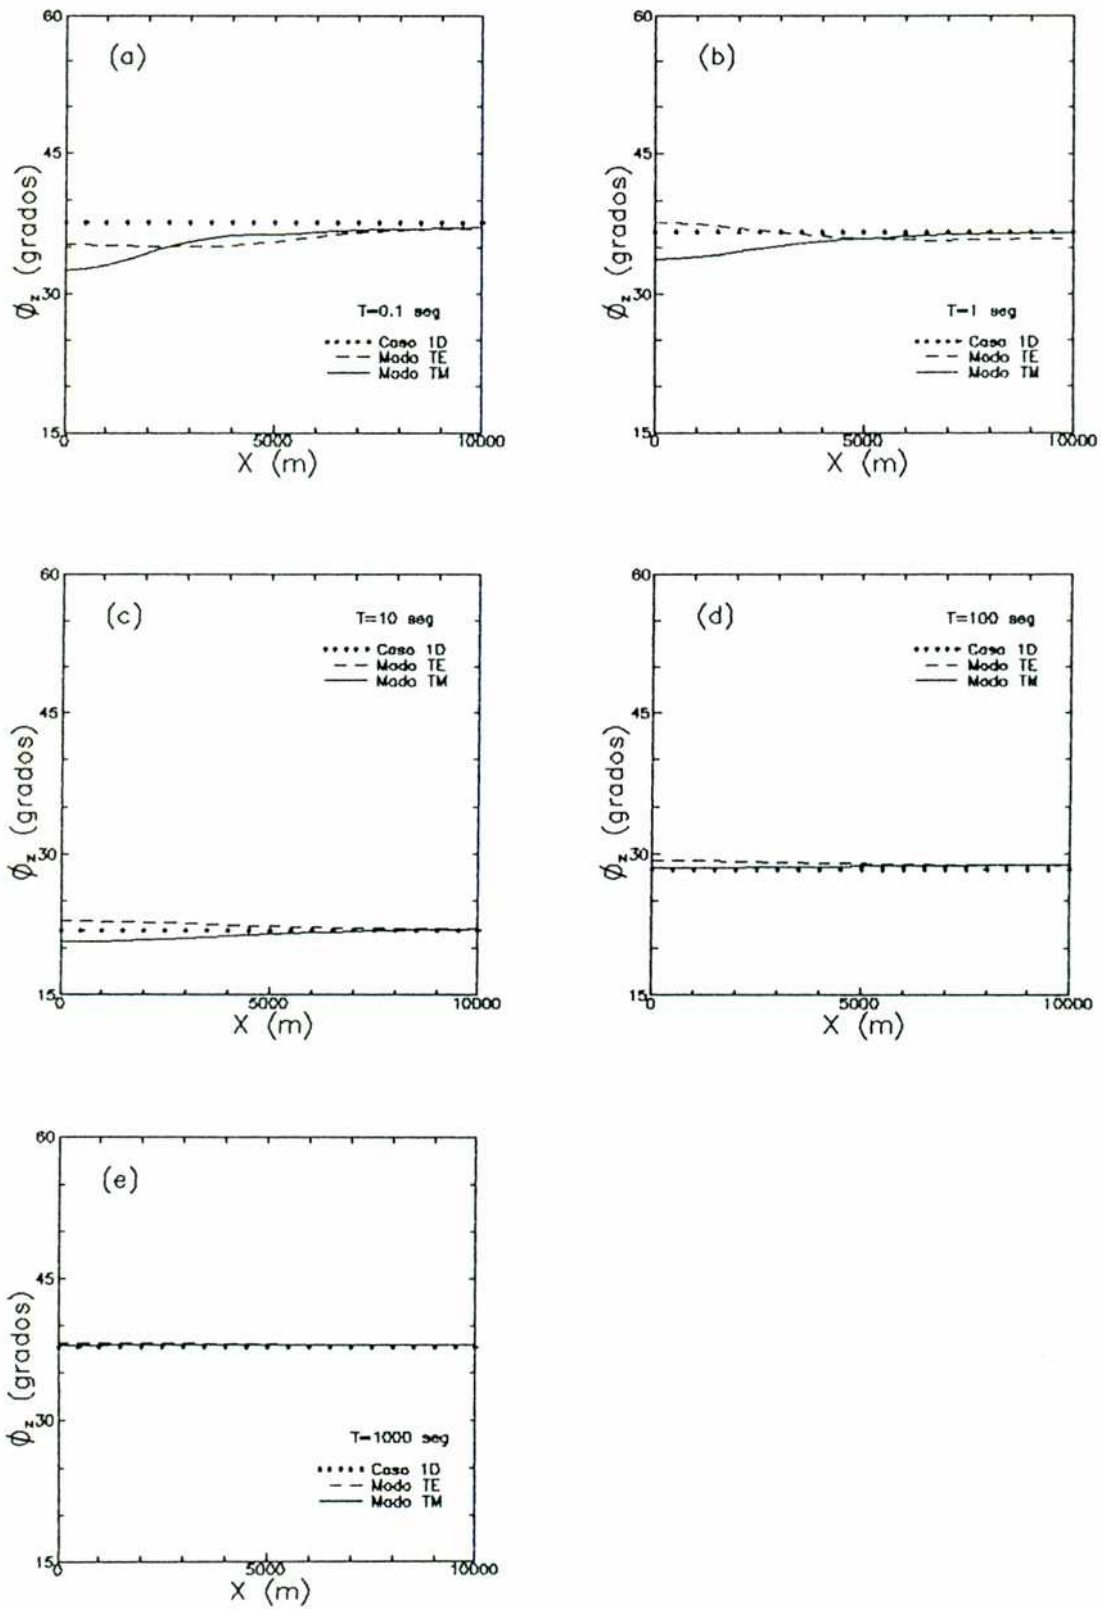 (a)
60
45
30
15
ϕz (grados)
T=0.1 seg
Caso 1D
Modo TE
Modo TM
0
5000
10000
X (m)
(b)
60
45
30
15
ϕz (grados)
T=1 seg
Caso 1D
Modo TE
Modo TM
0
5000
10000
X (m)
(c)
60
45
30
15
ϕz (grados)
T=10 seg
Caso 1D
Modo TE
Modo TM
0
5000
10000
X (m)
(d)
60
45
30
15
ϕz (grados)
T=100 seg
Caso 1D
Modo TE
Modo TM
0
5000
10000
X (m)
(e)
60
45
30
15
ϕz (grados)
T=1000 seg
Caso 1D
Modo TE
Modo TM
0
5000
10000
X (m)